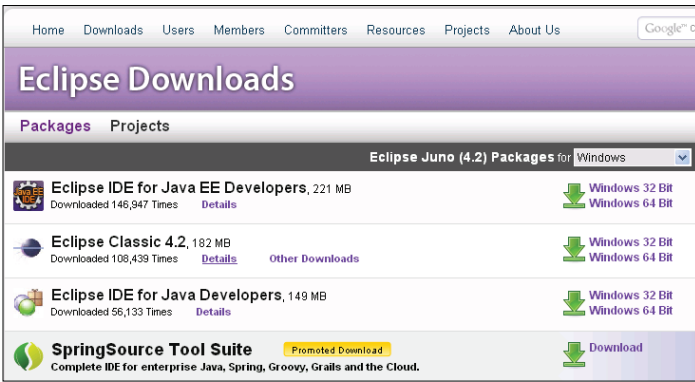 Home Downloads Users Members Committers Resources Projects About Us Google™
Eclipse Downloads
Packages Projects
Eclipse Juno (4.2) Packages for Windows
Java EE IDE
Eclipse IDE for Java EE Developers, 221 MB
Windows 32 Bit
Downloaded 146,947 Times Details
Windows 64 Bit
Eclipse Classic 4.2, 182 MB
Windows 32 Bit
Downloaded 108,439 Times Details Other Downloads
Windows 64 Bit
Eclipse IDE for Java Developers, 149 MB
Windows 32 Bit
Downloaded 56,133 Times Details
Windows 64 Bit
SpringSource Tool Suite Promoted Download Download
Complete IDE for enterprise Java, Spring, Groovy, Grails and the Cloud.